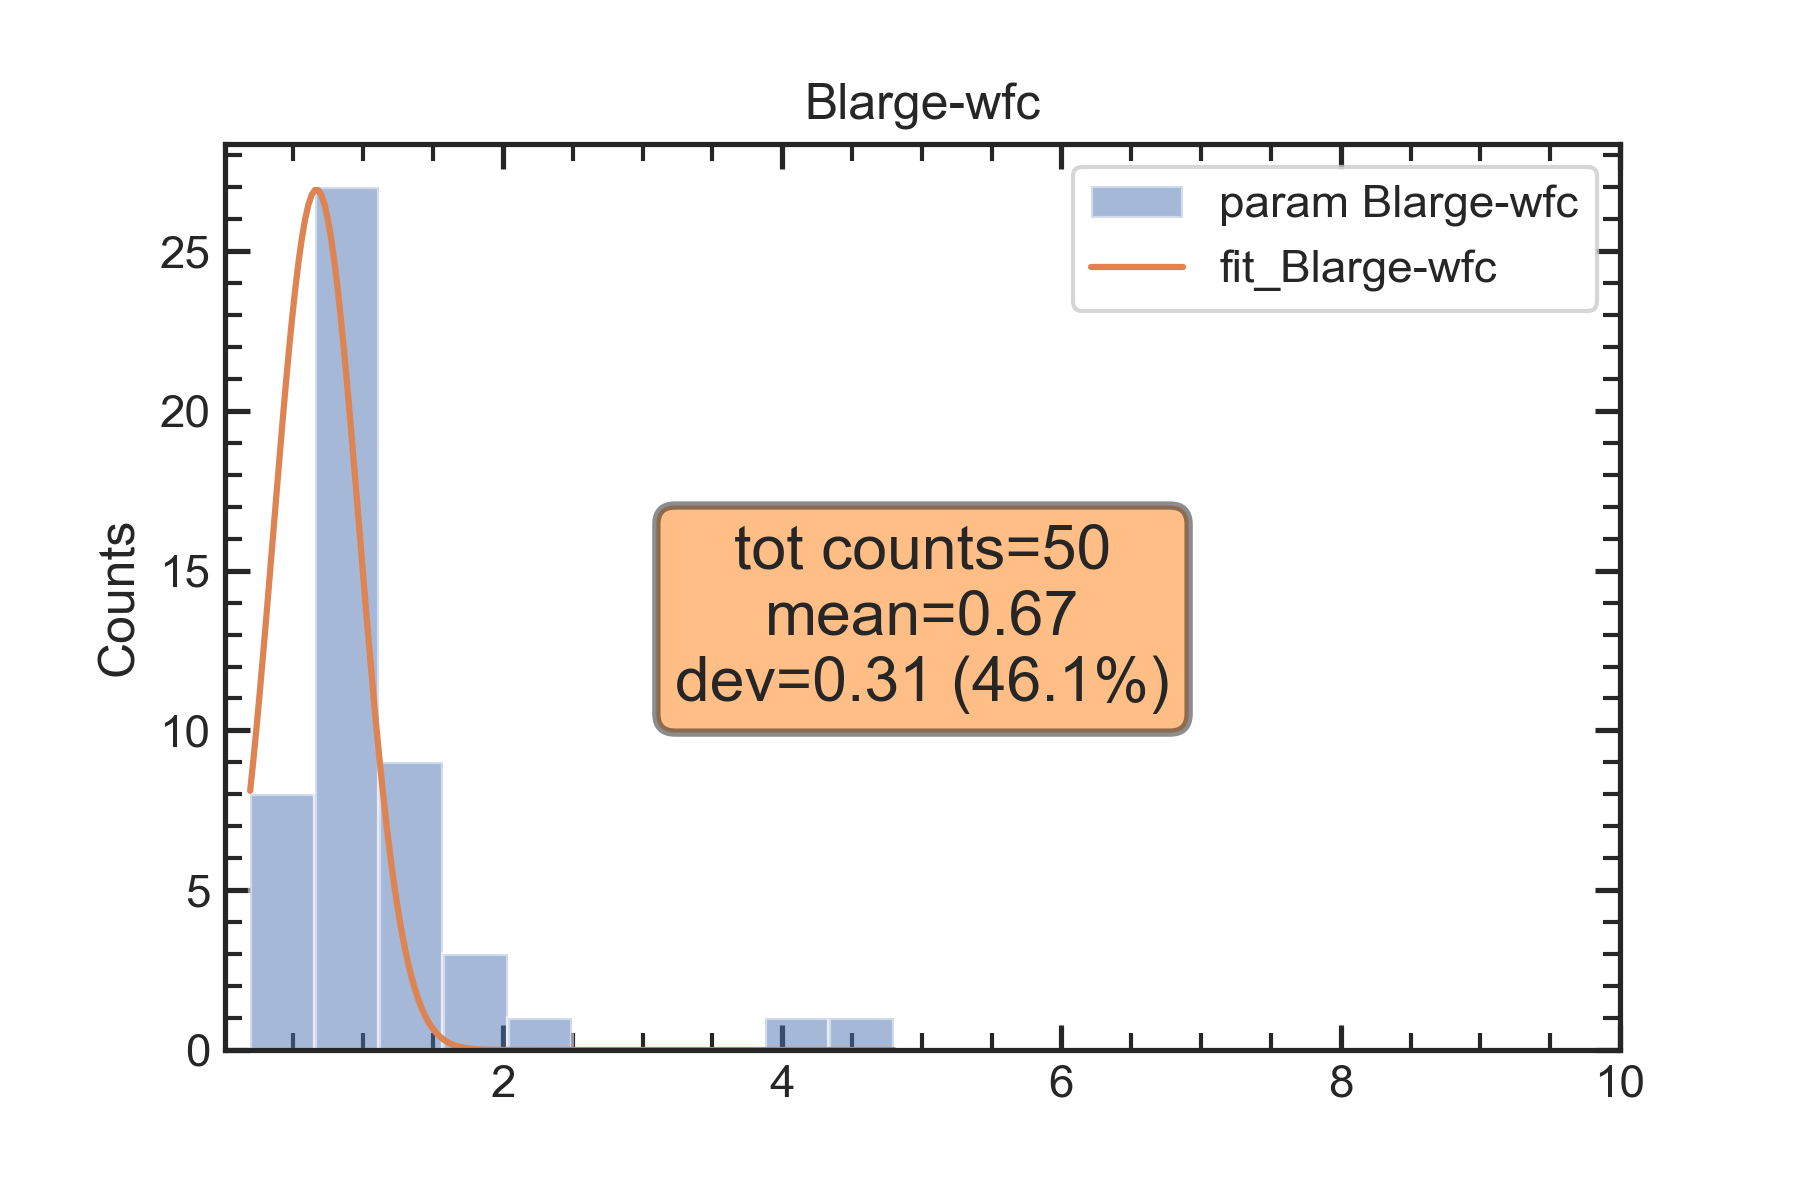 Blarge-wfc
param Blarge-wfc
fit_Blarge-wfc
25
20
15
10
5
0
Counts
tot counts=50
mean=0.67
dev=0.31 (46.1%)
2
4
6
8
10